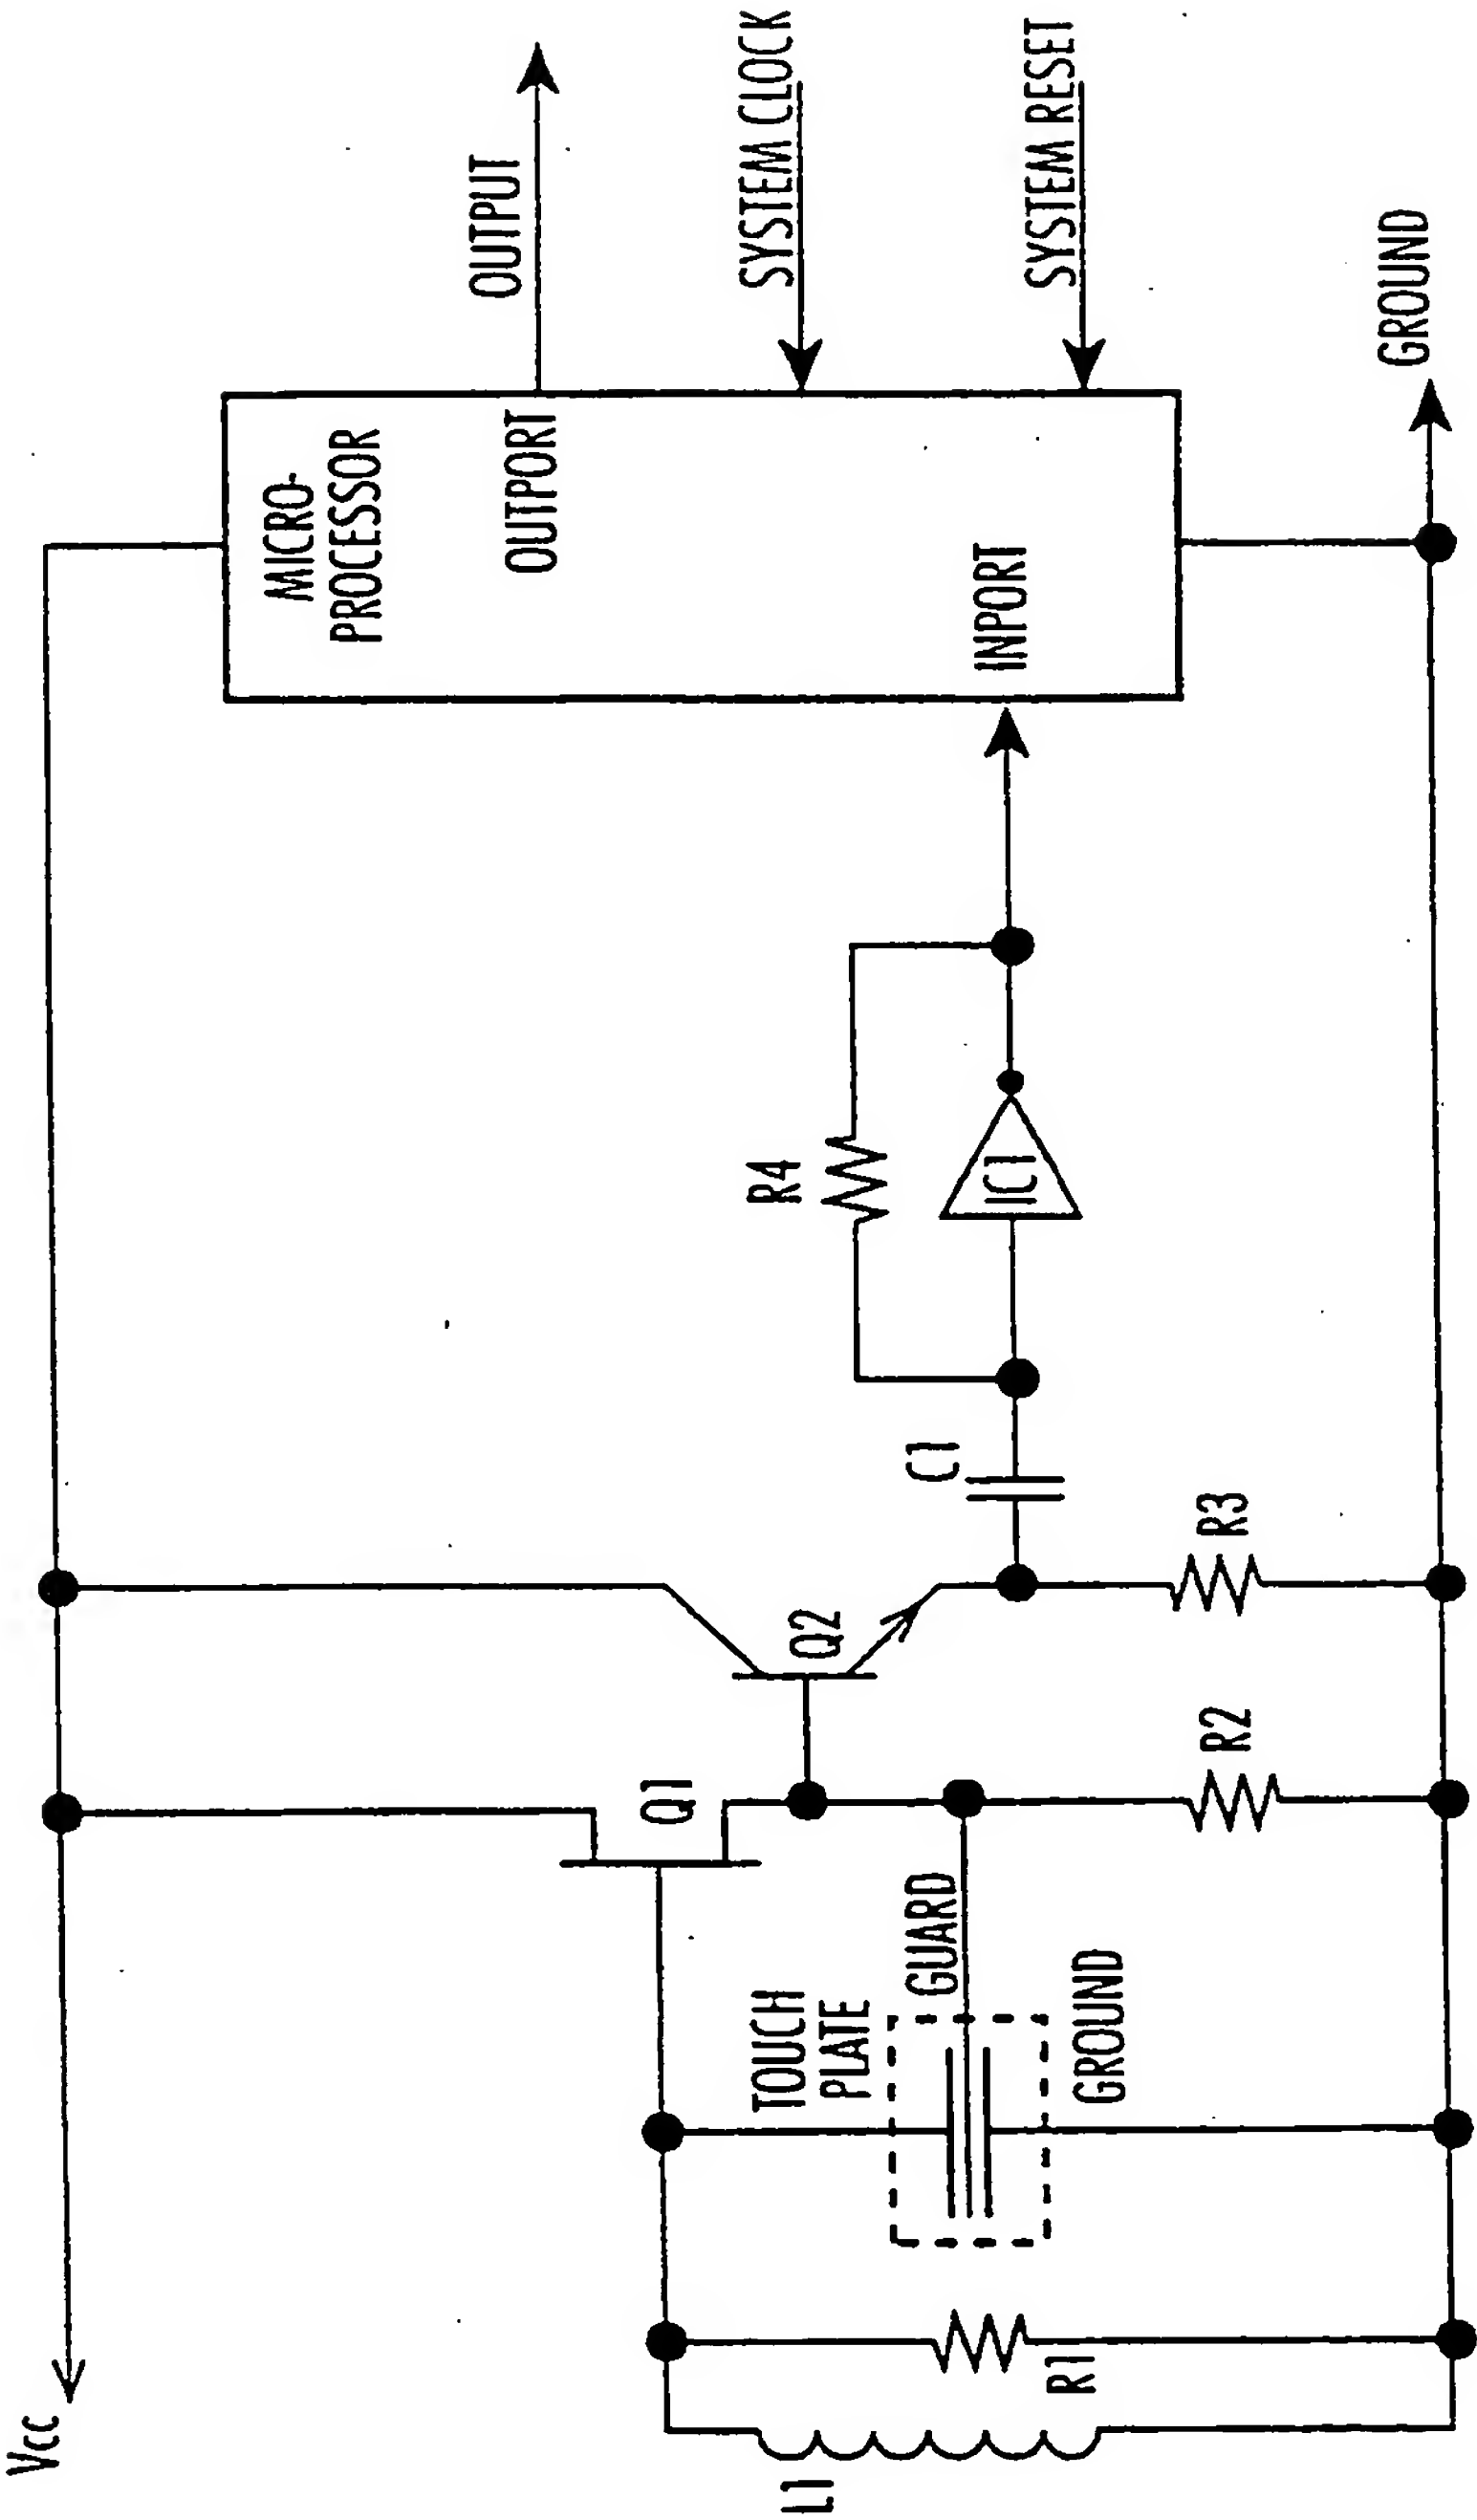 Vcc
L1
R1
TOUCH
PLATE
GUARD
GROUND
Q1
R2
Q2
R3
C1
R4
IC1
MICRO-
PROCESSOR
OUTPORT
INPORT
OUTPUT
SYSTEM CLOCK
SYSTEM RESET
GROUND